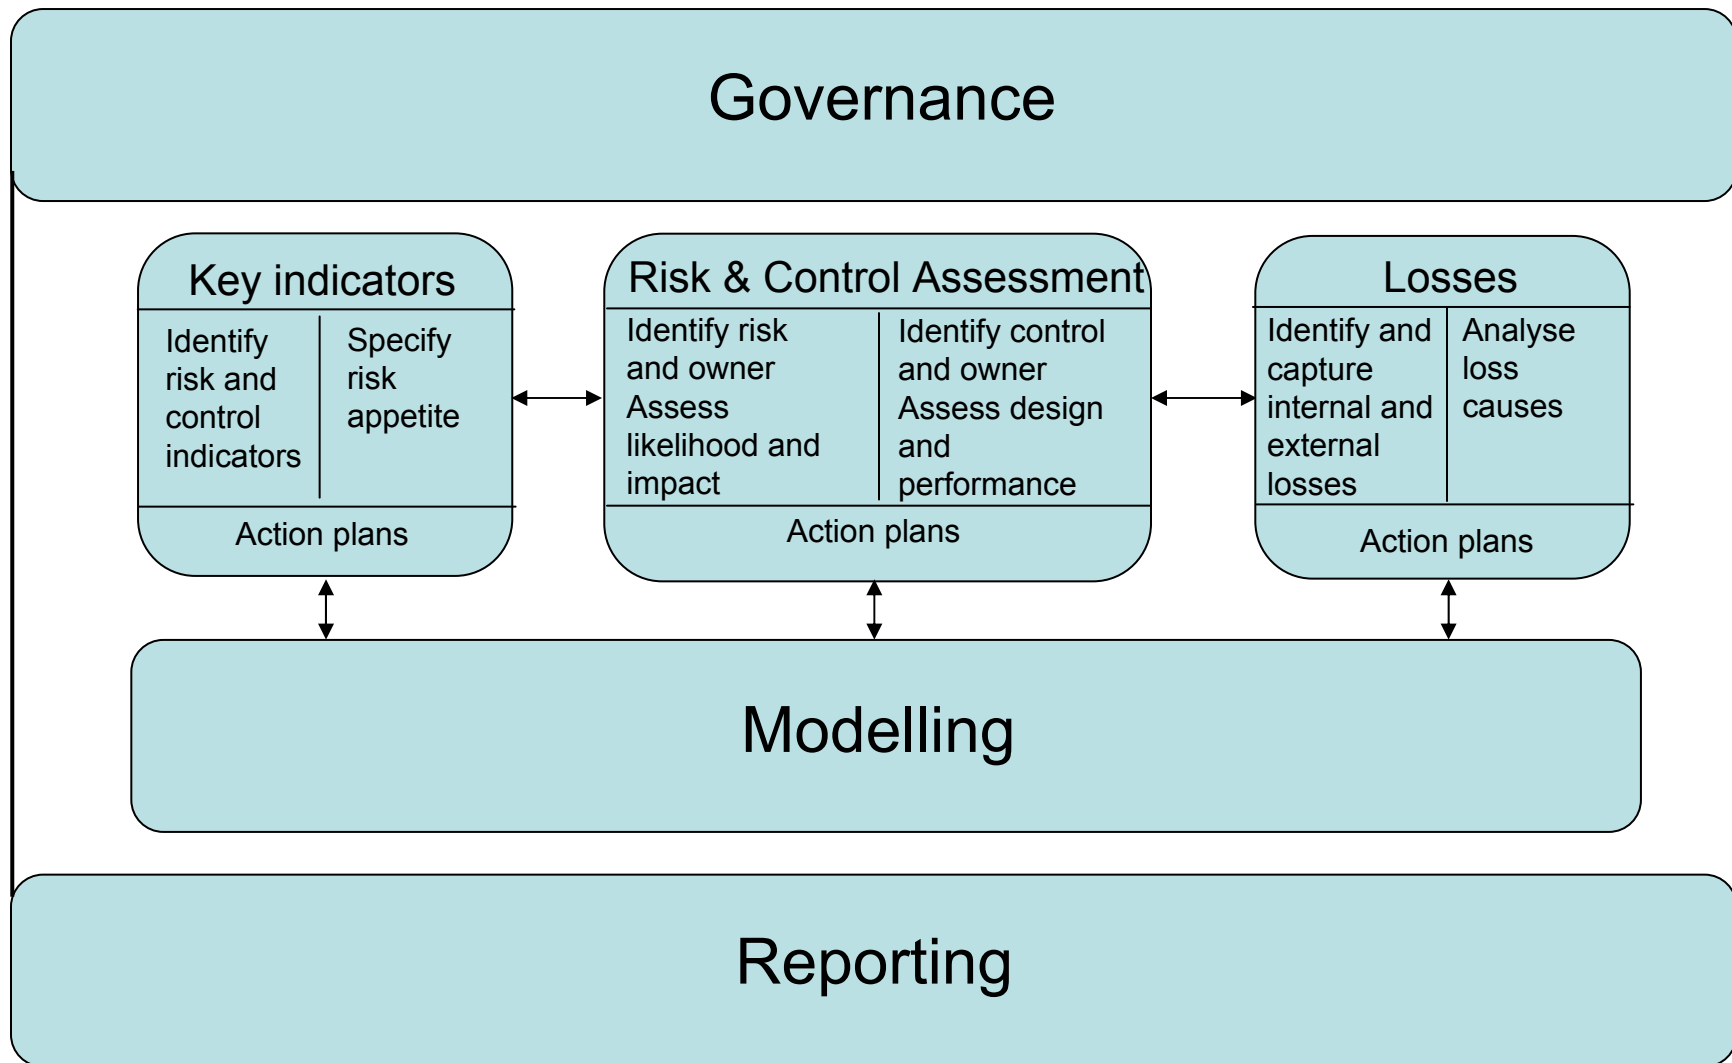 Governance
Key indicators
Identify
risk and
control
indicators
Specify
risk
appetite
Action plans
Risk & Control Assessment
Identify risk
and owner
Assess
likelihood and
impact
Identify control
and owner
Assess design
and
performance
Action plans
Losses
Identify and
capture
internal and
external
losses
Analyse
loss
causes
Action plans
Modelling
Reporting